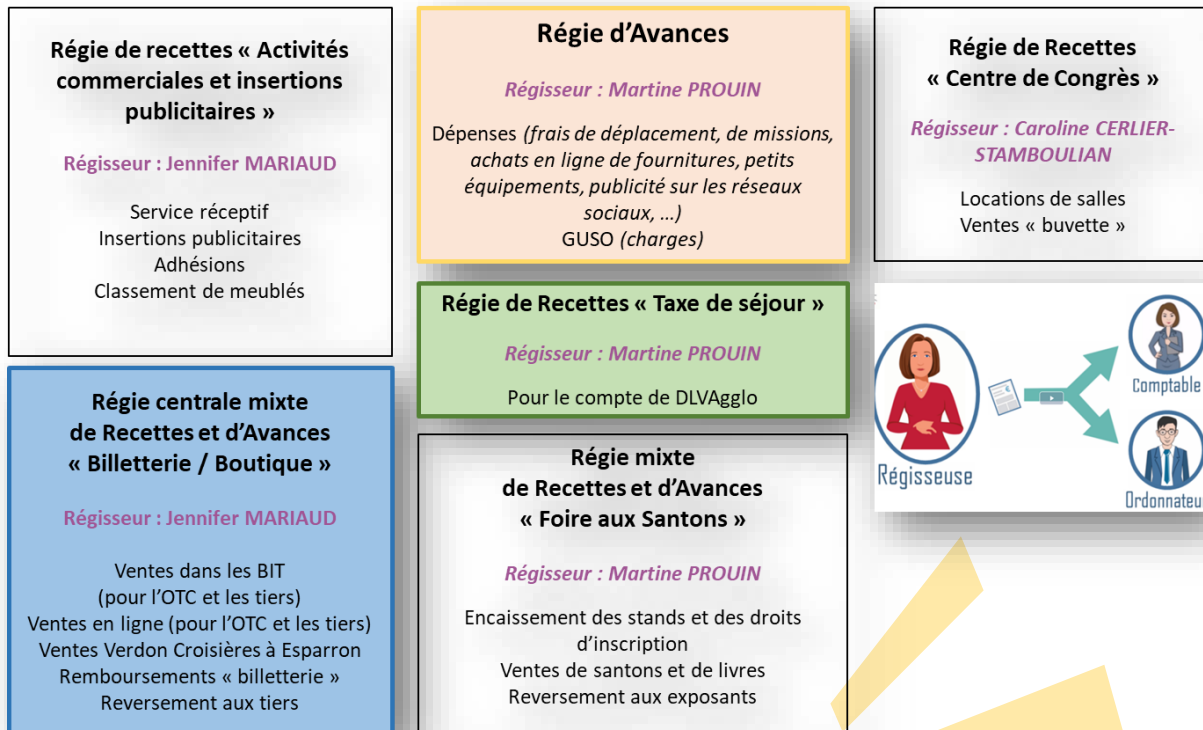 Régie de recettes « Activités
commerciales et insertions
publicitaires »
Régisseur : Jennifer MARIAUD
Service réceptif
Insertions publicitaires
Adhésions
Classement de meublés
Régie centrale mixte
de Recettes et d'Avances
« Billetterie / Boutique »
Régisseur : Jennifer MARIAUD
Ventes dans les BIT
(pour l'OTC et les tiers)
Ventes en ligne (pour l'OTC et les tiers)
Ventes Verdon Croisières à Esparron
Remboursements « billetterie »
Reversement aux tiers
Régie d'Avances
Régisseur : Martine PROUIN
Dépenses (frais de déplacement, de missions,
achats en ligne de fournitures, petits
équipements, publicité sur les réseaux
sociaux, ...)
GUSO (charges)
Régie de Recettes « Taxe de séjour »
Régisseur : Martine PROUIN
Pour le compte de DLVAgglo
Régie mixte
de Recettes et d'Avances
« Foire aux Santons »
Régisseur : Martine PROUIN
Encaissement des stands et des droits
d'inscription
Ventes de santons et de livres
Reversement aux exposants
Régie de Recettes
« Centre de Congrès »
Régisseur : Caroline CERLIER-
STAMBOULIAN
Locations de salles
Ventes « buvette »
Régisseuse
Comptable
Ordonnateur